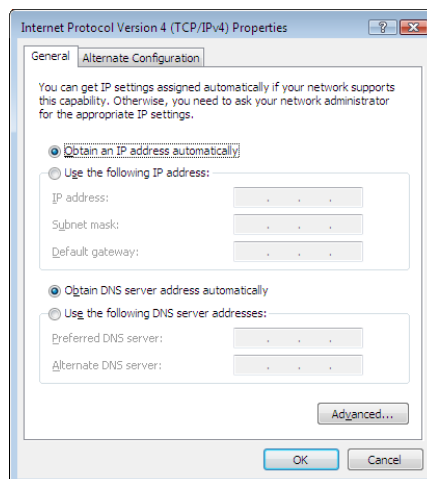 Internet Protocol Version 4 (TCP/IPv4) Properties
General
Alternate Configuration
You can get IP settings assigned automatically if your network supports
this capability. Otherwise, you need to ask your network administrator
for the appropriate IP settings.
Obtain an IP address automatically
Use the following IP address:
IP address:
Subnet mask:
Default gateway:
Obtain DNS server address automatically
Use the following DNS server addresses:
Preferred DNS server:
Alternate DNS server:
Advanced...
OK
Cancel